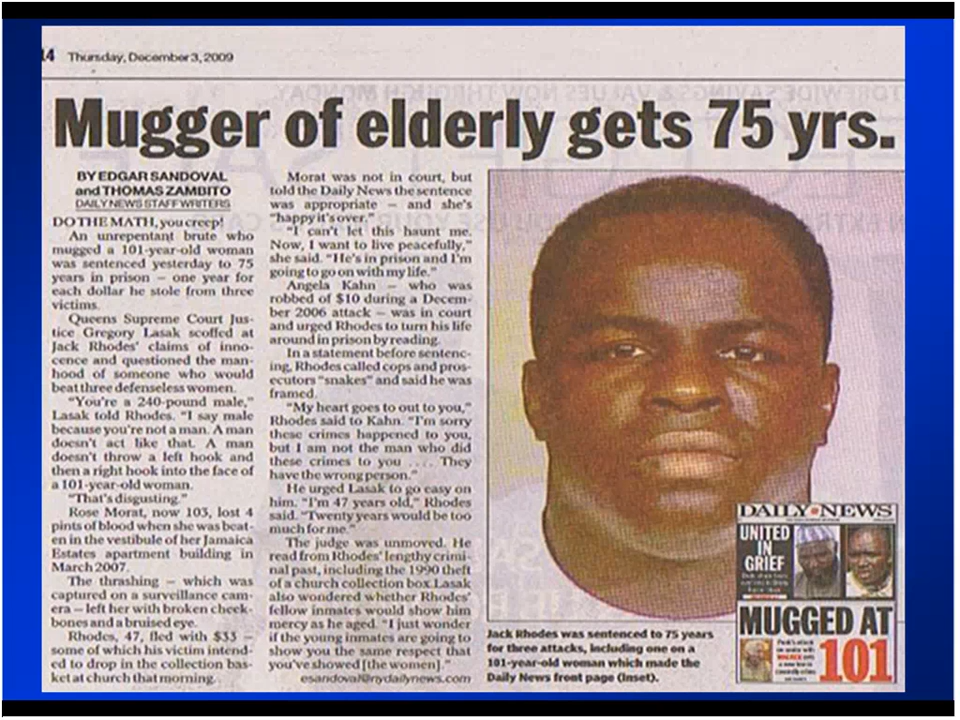 14 Thursday, December 3, 2009
Mugger of elderly gets 75 yrs.
BY EDGAR SANDOVAL
and THOMAS ZAMBITO
DAILY NEWS STAFF WRITERS
DO THE MATH, you creep!
An unrepentant brute who
mugged a 101-year-old woman
was sentenced yesterday to 75
years in prison – one year for
each dollar he stole from three
victims.
Queens Supreme Court Jus-
tice Gregory Lasak scoffed at
Jack Rhodes' claims of inno-
cence and questioned the man-
hood of someone who would
beat three defenseless women.
"You're a 240-pound male,"
Lasak told Rhodes. "I say male
because you're not a man. A man
doesn't act like that. A man
doesn't throw a left hook and
then a right hook into the face of
a 101-year-old woman.
"That's disgusting."
Rose Morat, now 103, lost 4
pints of blood when she was beat-
en in the vestibule of her Jamaica
Estates apartment building in
March 2007.
The thrashing – which was
captured on a surveillance cam-
era – left her with broken cheek-
bones and a bruised eye.
Rhodes, 47, fled with $33 –
some of which his victim intend-
ed to drop in the collection bas-
ket at church that morning.
Morat was not in court, but
told the Daily News the sentence
was appropriate – and she's
"happy it's over."
"I can't let this haunt me.
Now, I want to live peacefully,"
she said. "He's in prison and I'm
going to go on with my life."
Angela Kahn – who was
robbed of $10 during a Decem-
ber 2006 attack – was in court
and urged Rhodes to turn his life
around in prison by reading.
In a statement before sentenc-
ing, Rhodes called cops and pros-
ecutors "snakes" and said he was
framed.
"My heart goes to out to you,"
Rhodes said to Kahn. "I'm sorry
these crimes happened to you,
but I am not the man who did
these crimes to you .... They
have the wrong person."
He urged Lasak to go easy on
him. "I'm 47 years old," Rhodes
said. "Twenty years would be too
much for me."
The judge was unmoved. He
read from Rhodes' lengthy crimi-
nal past, including the 1990 theft
of a church collection box. Lasak
also wondered whether Rhodes'
fellow inmates would show him
mercy as he aged. "I just wonder
if the young inmates are going to
show you the same respect that
you've showed [the women]."
esandoval@nydailynews.com
Jack Rhodes was sentenced to 75 years
for three attacks, including one on a
101-year-old woman which made the
Daily News front page (inset).
DAILY NEWS
UNITED
IN
GRIEF
MUGGED AT
101